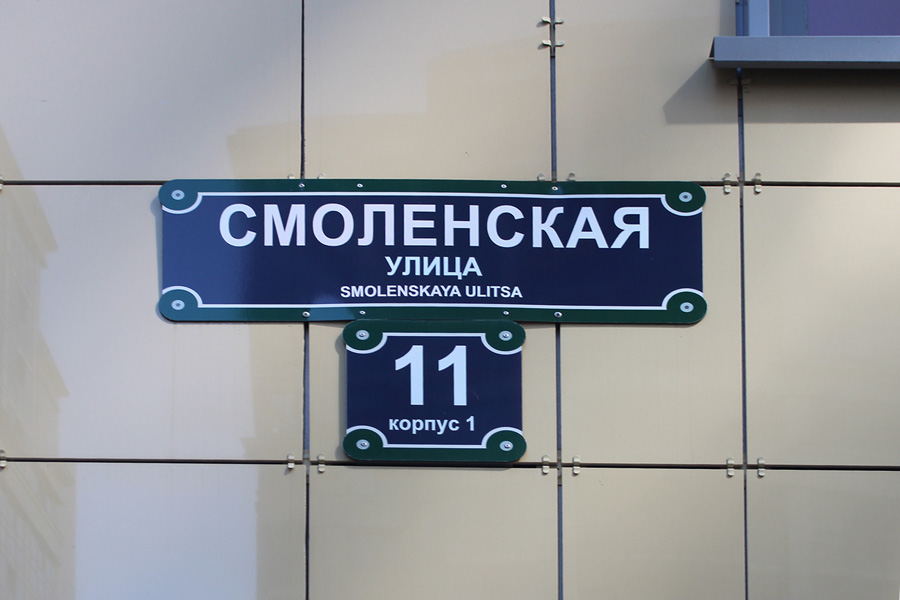 СМОЛЕНСКАЯ
УЛИЦА
SMOLENSKAYA ULITSA
11
корпус 1